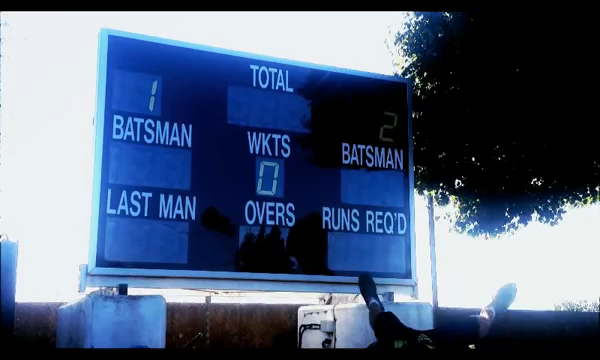 TOTAL
1 2
BATSMAN WKTS BATSMAN
0
LAST MAN OVERS RUNS REQ'D